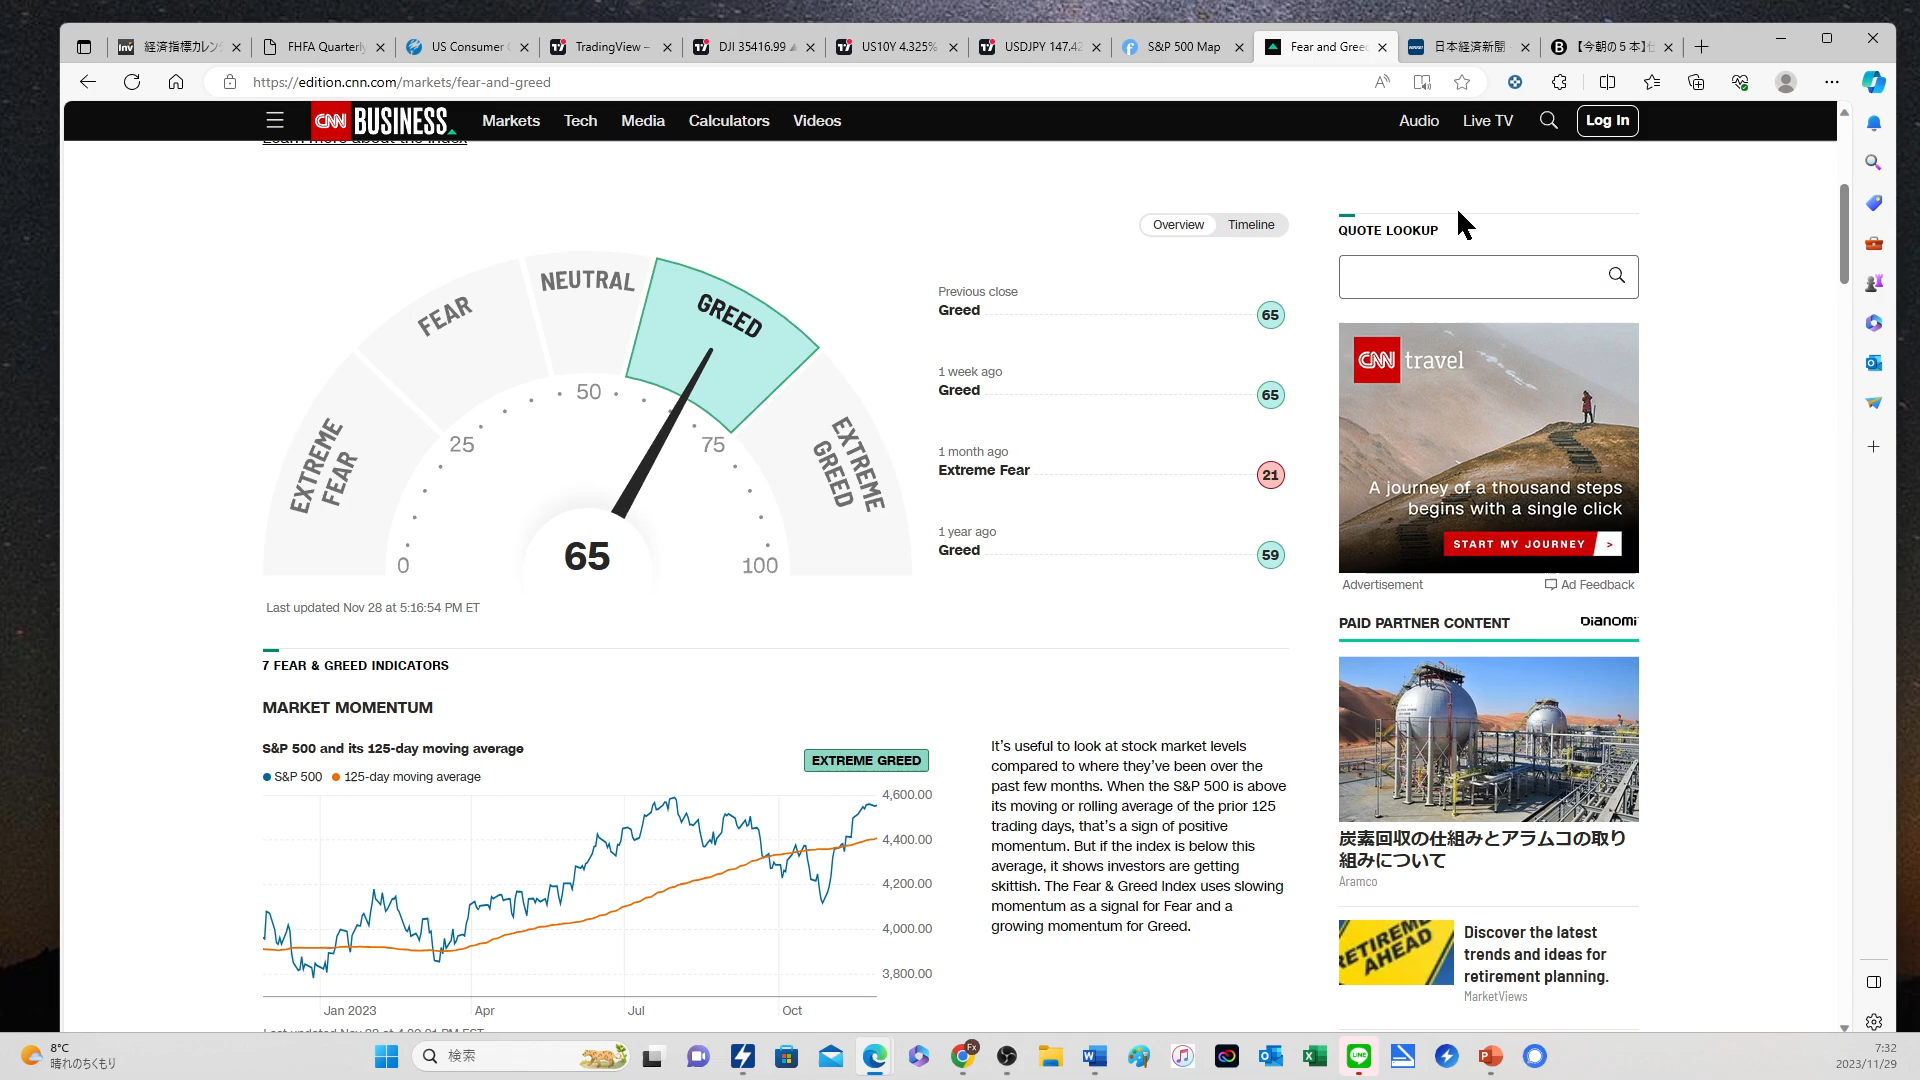 経済指標カレン
FHFA Quarterly
US Consumer
TradingView –
DJI 35416.99
US10Y 4.325%
USDJPY 147.42
S&P 500 Map
Fear and Gree
日本経済新聞
【今朝の５本】
https://edition.cnn.com/markets/fear-and-greed
CNN BUSINESS
Markets
Tech
Media
Calculators
Videos
Audio
Live TV
Log In
Learn more about the index
Overview
Timeline
EXTREME FEAR
FEAR
NEUTRAL
GREED
EXTREME GREED
0
25
50
75
100
65
Last updated Nov 28 at 5:16:54 PM ET
Previous close
Greed
65
1 week ago
Greed
65
1 month ago
Extreme Fear
21
1 year ago
Greed
59
QUOTE LOOKUP
CNN travel
A journey of a thousand steps
begins with a single click
START MY JOURNEY >
Advertisement
Ad Feedback
PAID PARTNER CONTENT
Dianomi
炭素回収の仕組みとアラムコの取り
組みについて
Aramco
RETIREME
AHEAD
Discover the latest
trends and ideas for
retirement planning.
MarketViews
7 FEAR & GREED INDICATORS
MARKET MOMENTUM
S&P 500 and its 125-day moving average
S&P 500
125-day moving average
EXTREME GREED
4,600.00
4,400.00
4,200.00
4,000.00
3,800.00
Jan 2023
Apr
Jul
Oct
It's useful to look at stock market levels
compared to where they've been over the
past few months. When the S&P 500 is above
its moving or rolling average of the prior 125
trading days, that's a sign of positive
momentum. But if the index is below this
average, it shows investors are getting
skittish. The Fear & Greed Index uses slowing
momentum as a signal for Fear and a
growing momentum for Greed.
8°C
晴れのちくもり
検索
Fx
LINE
7:32
2023/11/29